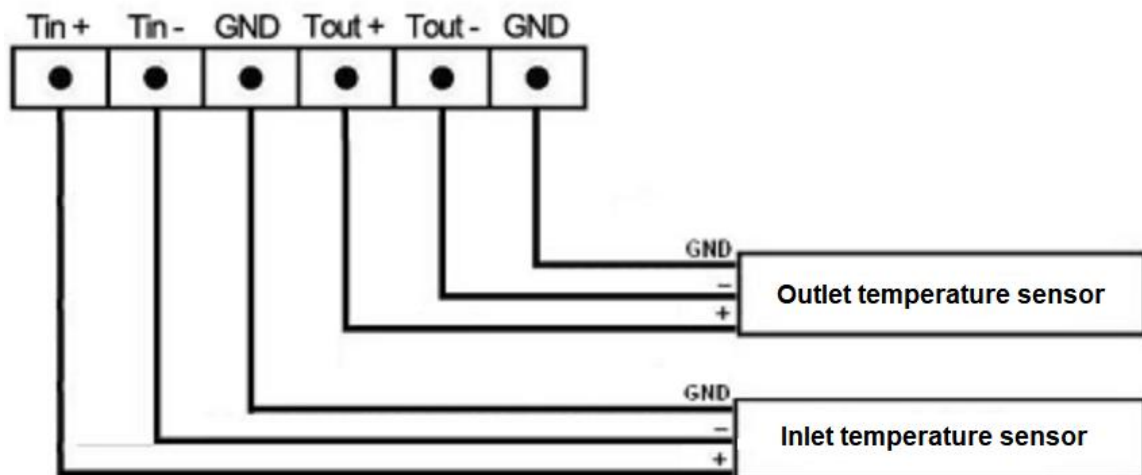 Tin + Tin - GND Tout + Tout - GND
GND
–
Outlet temperature sensor
+
GND
–
Inlet temperature sensor
+